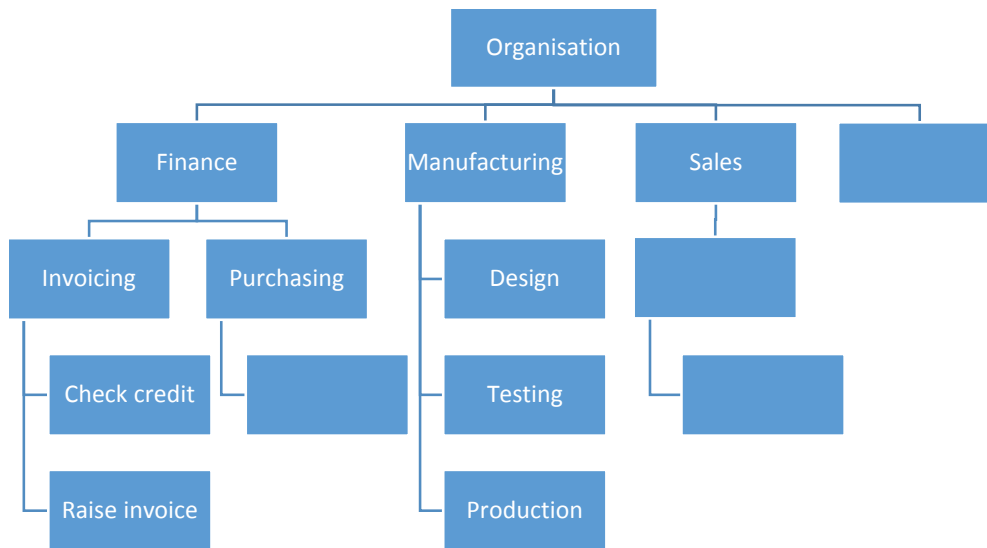 Organisation
Finance
Manufacturing
Sales
Invoicing
Purchasing
Design
Check credit
Testing
Raise invoice
Production